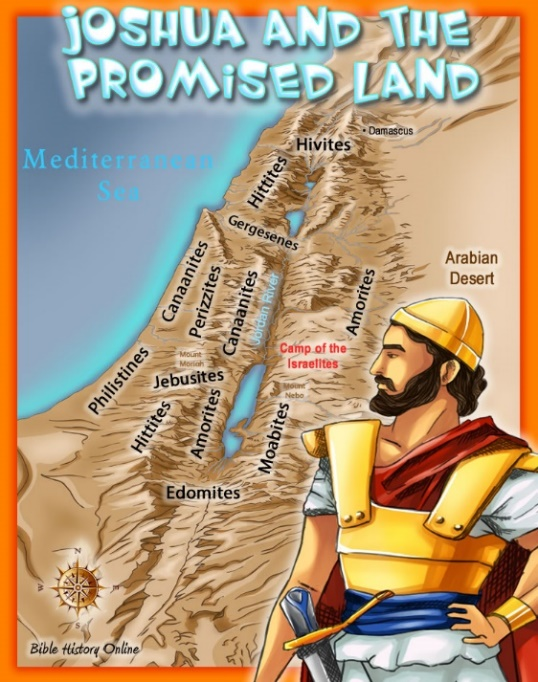 JOSHUA AND THE
PROMISED LAND
Damascus
Hivites
Mediterranean
Sea
Hittites
Gergesenes
Arabian
Desert
Canaanites
Perizzites
Canaanites
Jordan River
Amorites
Camp of the
Israelites
Mount
Moriah
Philistines
Jebusites
Mount
Nebo
Hittites
Amorites
Moabites
Edomites
N
W
E
S
Bible History Online